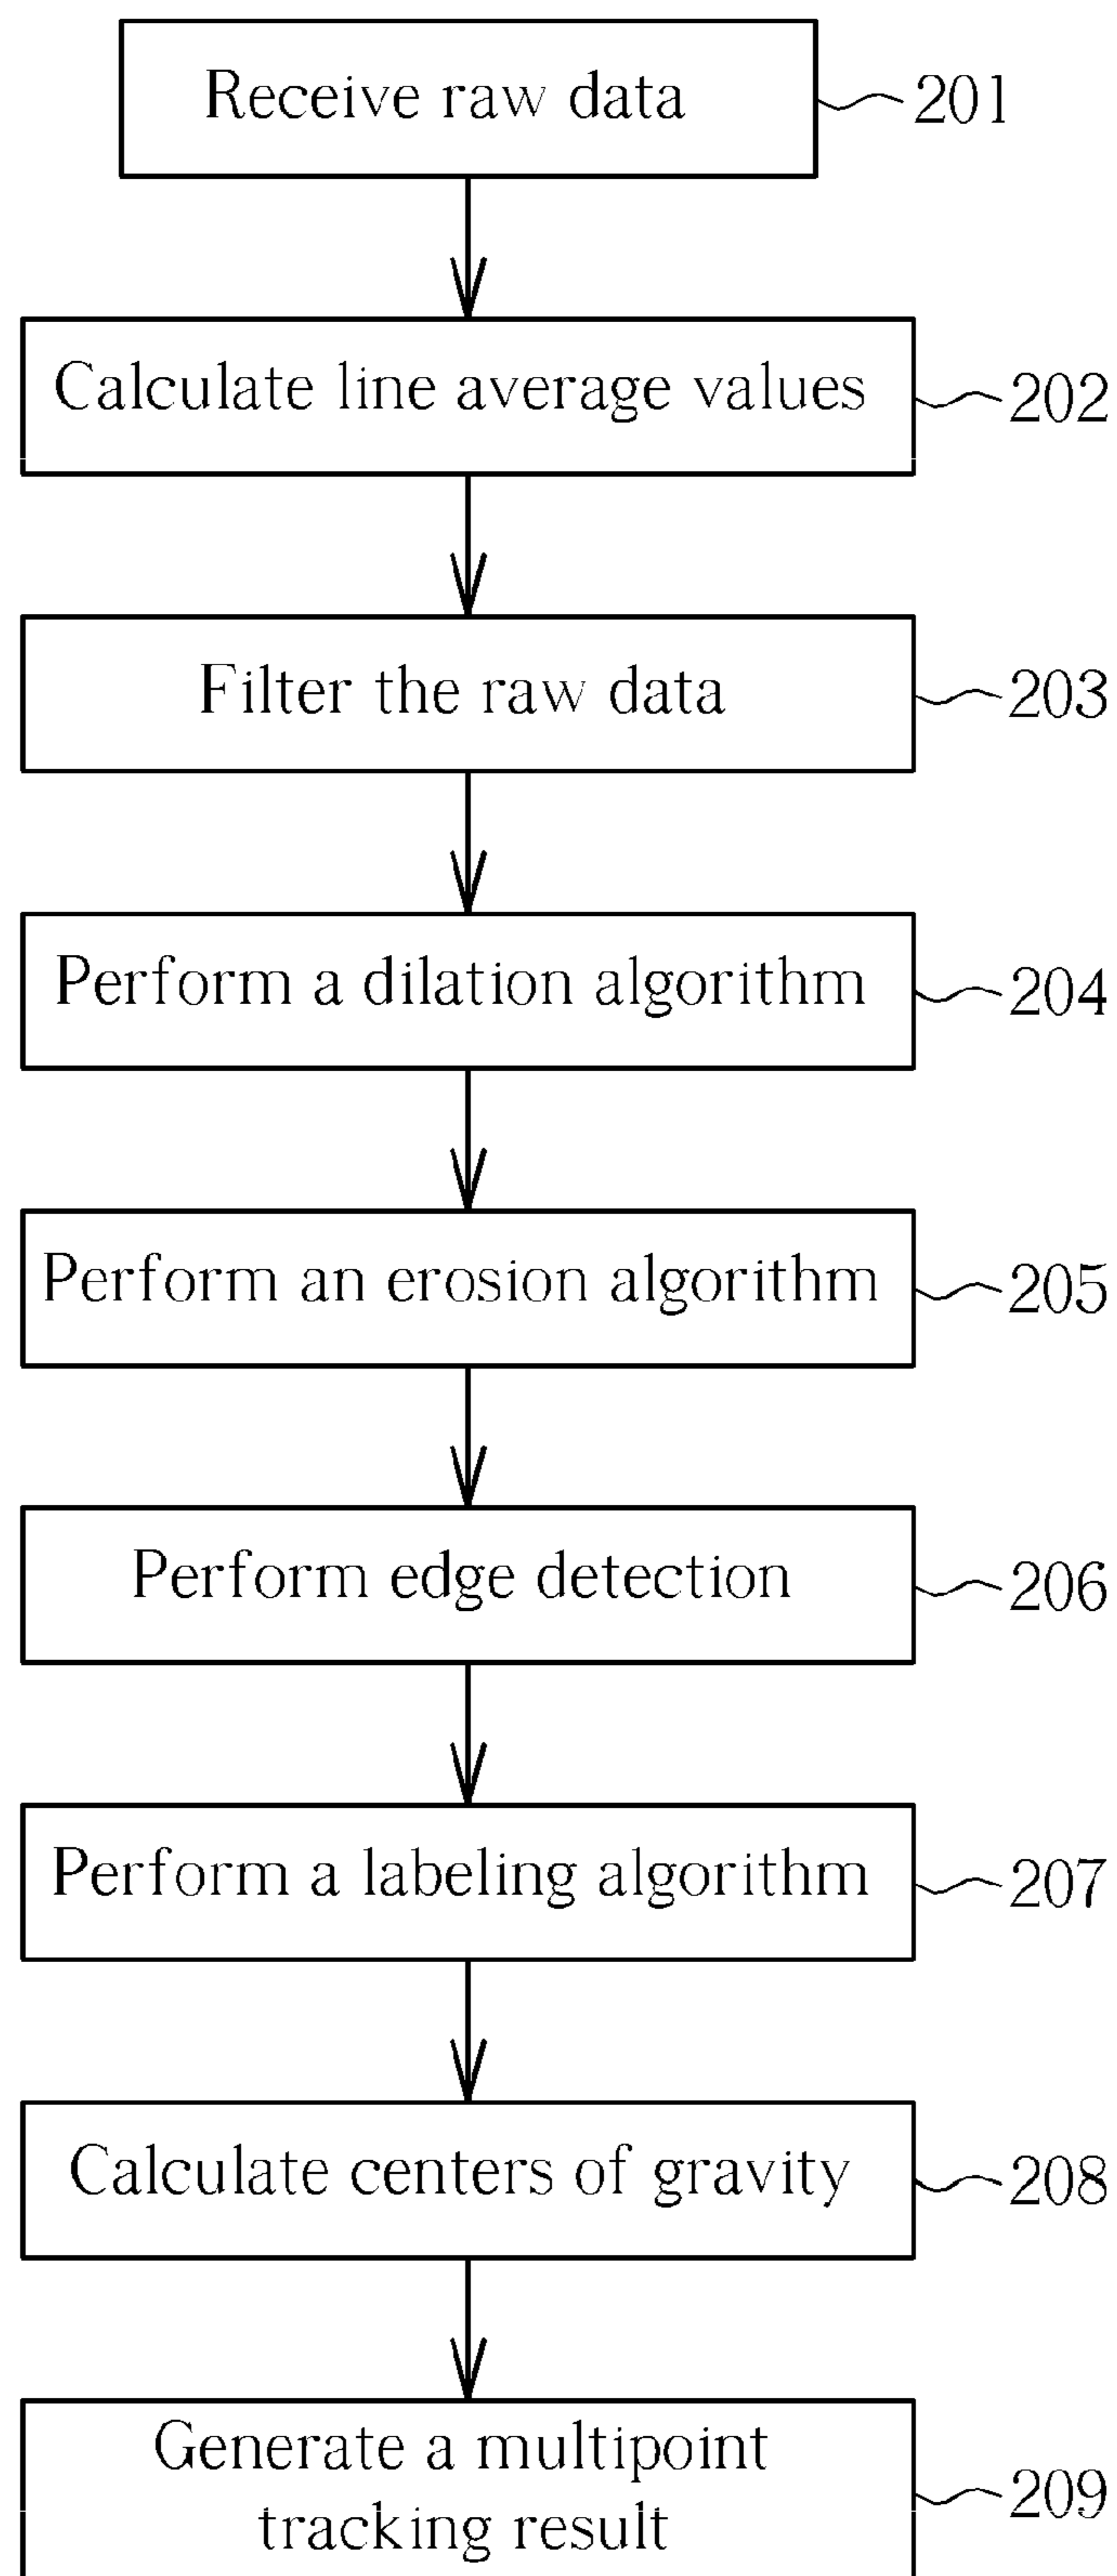 Receive raw data
201
Calculate line average values
202
Filter the raw data
203
Perform a dilation algorithm
204
Perform an erosion algorithm
205
Perform edge detection
206
Perform a labeling algorithm
207
Calculate centers of gravity
208
Generate a multipoint
tracking result
209